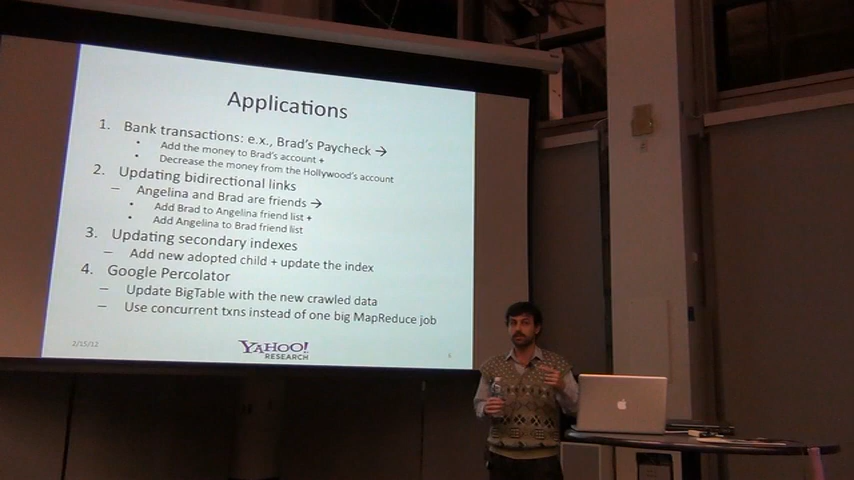 Applications
1. Bank transactions: e.x., Brad's Paycheck →
• Add the money to Brad's account +
• Decrease the money from the Hollywood's account
2. Updating bidirectional links
– Angelina and Brad are friends →
• Add Brad to Angelina friend list +
• Add Angelina to Brad friend list
3. Updating secondary indexes
– Add new adopted child + update the index
4. Google Percolator
– Update BigTable with the new crawled data
– Use concurrent txns instead of one big MapReduce job
2/15/12
YAHOO!
RESEARCH